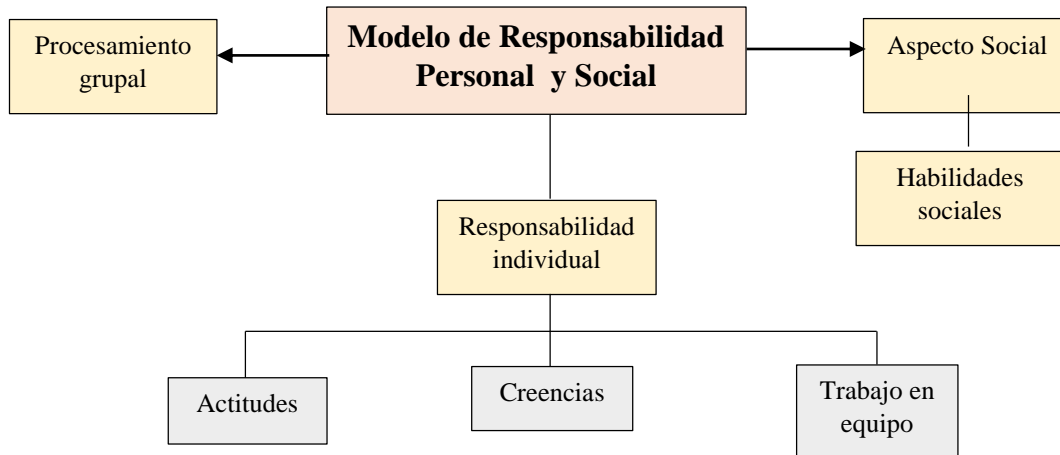 Procesamiento
grupal
Modelo de Responsabilidad
Personal y Social
Aspecto Social
Habilidades
sociales
Responsabilidad
individual
Actitudes
Creencias
Trabajo en
equipo